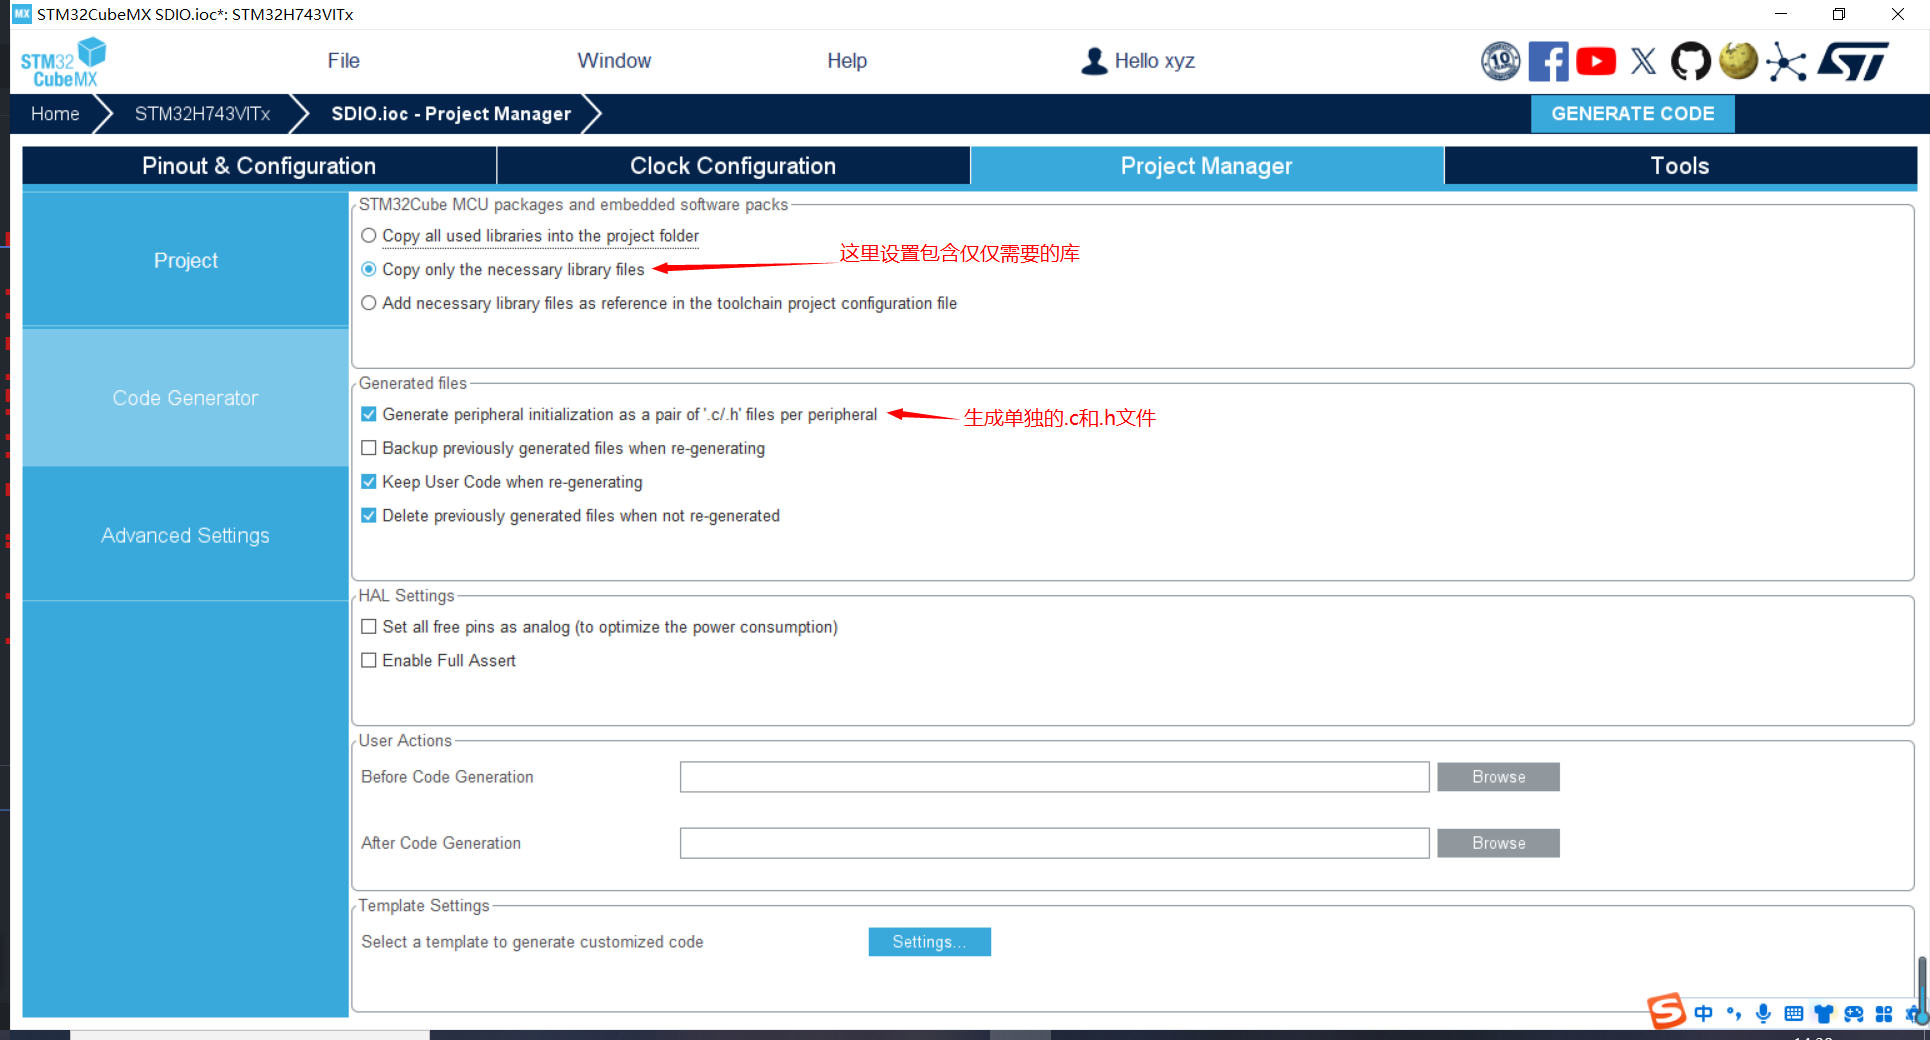 MX STM32CubeMX SDIO.ioc*: STM32H743VITx
STM32 CubeMX
File Window Help Hello xyz
Home STM32H743VITx SDIO.ioc - Project Manager GENERATE CODE
Pinout & Configuration Clock Configuration Project Manager Tools
Project
Code Generator
Advanced Settings
STM32Cube MCU packages and embedded software packs
Copy all used libraries into the project folder
Copy only the necessary library files
这里设置包含仅仅需要的库
Add necessary library files as reference in the toolchain project configuration file
Generated files
Generate peripheral initialization as a pair of '.c/.h' files per peripheral
生成单独的.c和.h文件
Backup previously generated files when re-generating
Keep User Code when re-generating
Delete previously generated files when not re-generated
HAL Settings
Set all free pins as analog (to optimize the power consumption)
Enable Full Assert
User Actions
Before Code Generation Browse
After Code Generation Browse
Template Settings
Select a template to generate customized code Settings...
中